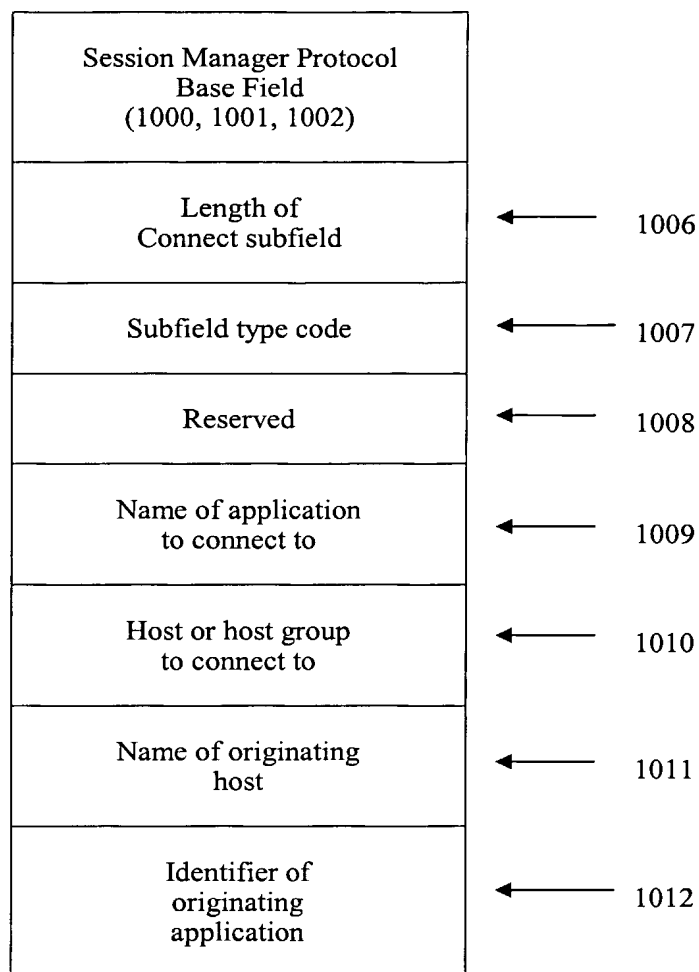 Session Manager Protocol
Base Field
(1000, 1001, 1002)
Length of
Connect subfield
1006
Subfield type code
1007
Reserved
1008
Name of application
to connect to
1009
Host or host group
to connect to
1010
Name of originating
host
1011
Identifier of
originating
application
1012